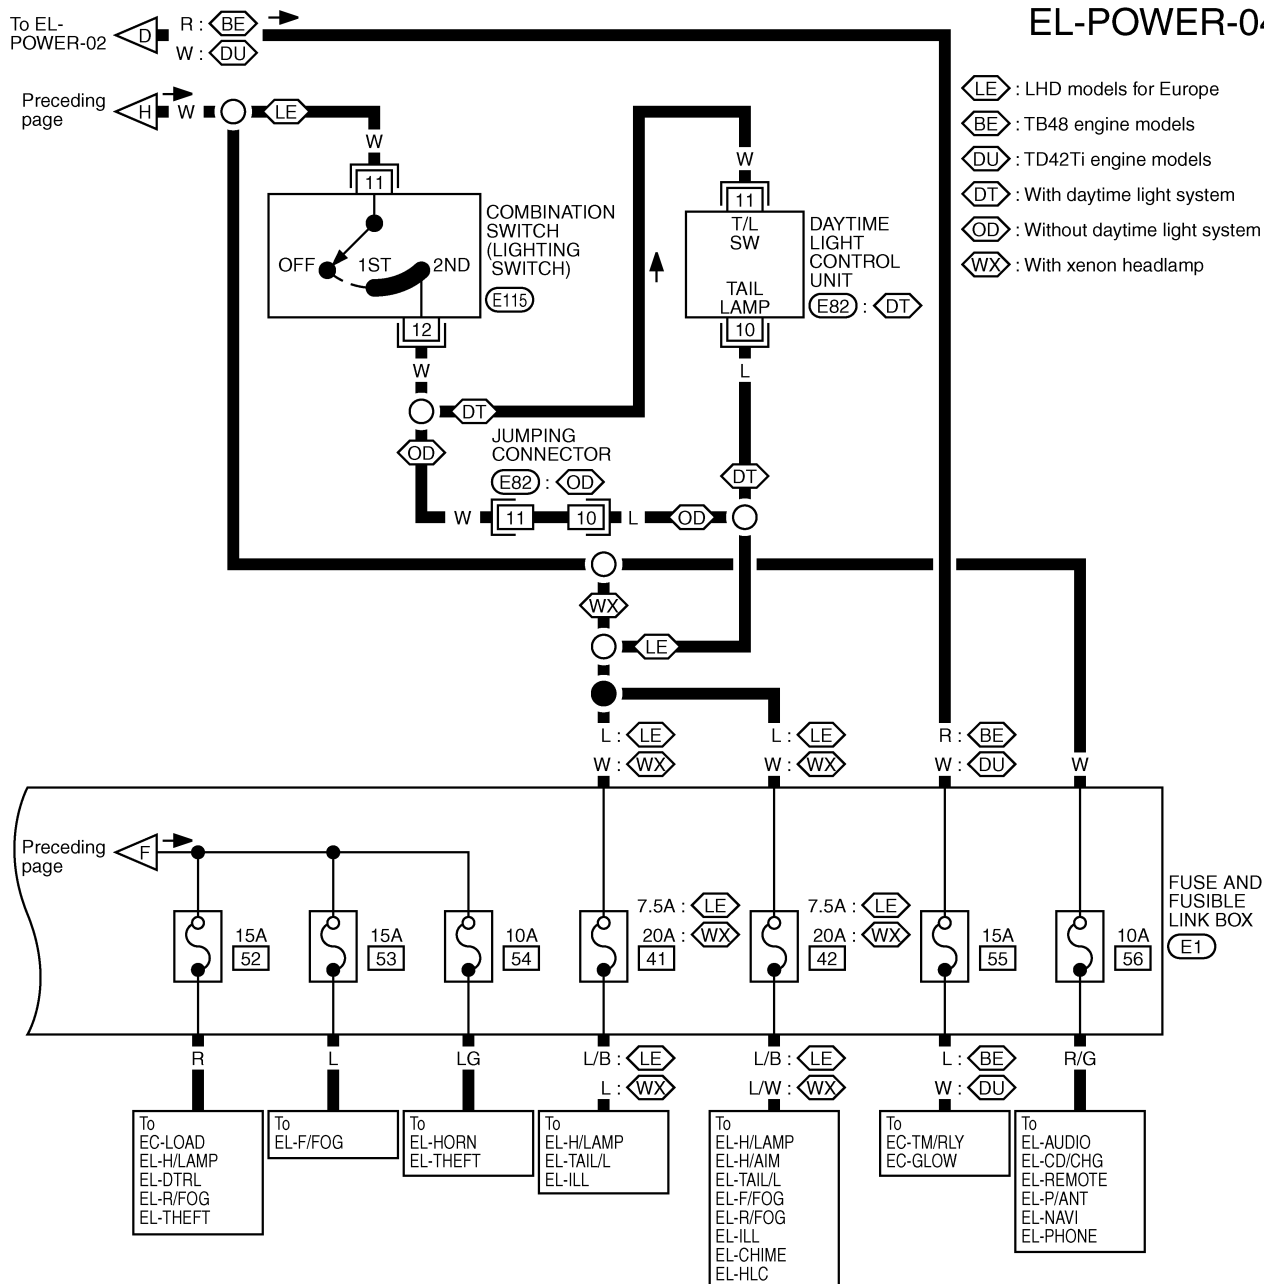 EL-POWER-04
To EL-
POWER-02
D
R : BE
W : DU
Preceding
page
H
W
LE
LE : LHD models for Europe
BE : TB48 engine models
DU : TD42Ti engine models
DT : With daytime light system
OD : Without daytime light system
WX : With xenon headlamp
W
11
COMBINATION
SWITCH
(LIGHTING
SWITCH)
E115
OFF
1ST
2ND
12
W
W
11
T/L
SW
TAIL
LAMP
10
DAYTIME
LIGHT
CONTROL
UNIT
E82 : DT
L
DT
OD
JUMPING
CONNECTOR
E82 : OD
DT
W
11
10
L
OD
WX
LE
L : LE
W : WX
L : LE
W : WX
R : BE
W : DU
W
Preceding
page
F
15A
52
15A
53
10A
54
7.5A : LE
20A : WX
41
7.5A : LE
20A : WX
42
15A
55
10A
56
FUSE AND
FUSIBLE
LINK BOX
E1
R
L
LG
L/B : LE
L : WX
L/B : LE
L/W : WX
L : BE
W : DU
R/G
To
EC-LOAD
EL-H/LAMP
EL-DTRL
EL-R/FOG
EL-THEFT
To
EL-F/FOG
To
EL-HORN
EL-THEFT
To
EL-H/LAMP
EL-TAIL/L
EL-ILL
To
EL-H/LAMP
EL-H/AIM
EL-TAIL/L
EL-F/FOG
EL-R/FOG
EL-ILL
EL-CHIME
EL-HLC
To
EC-TM/RLY
EC-GLOW
To
EL-AUDIO
EL-CD/CHG
EL-REMOTE
EL-P/ANT
EL-NAVI
EL-PHONE